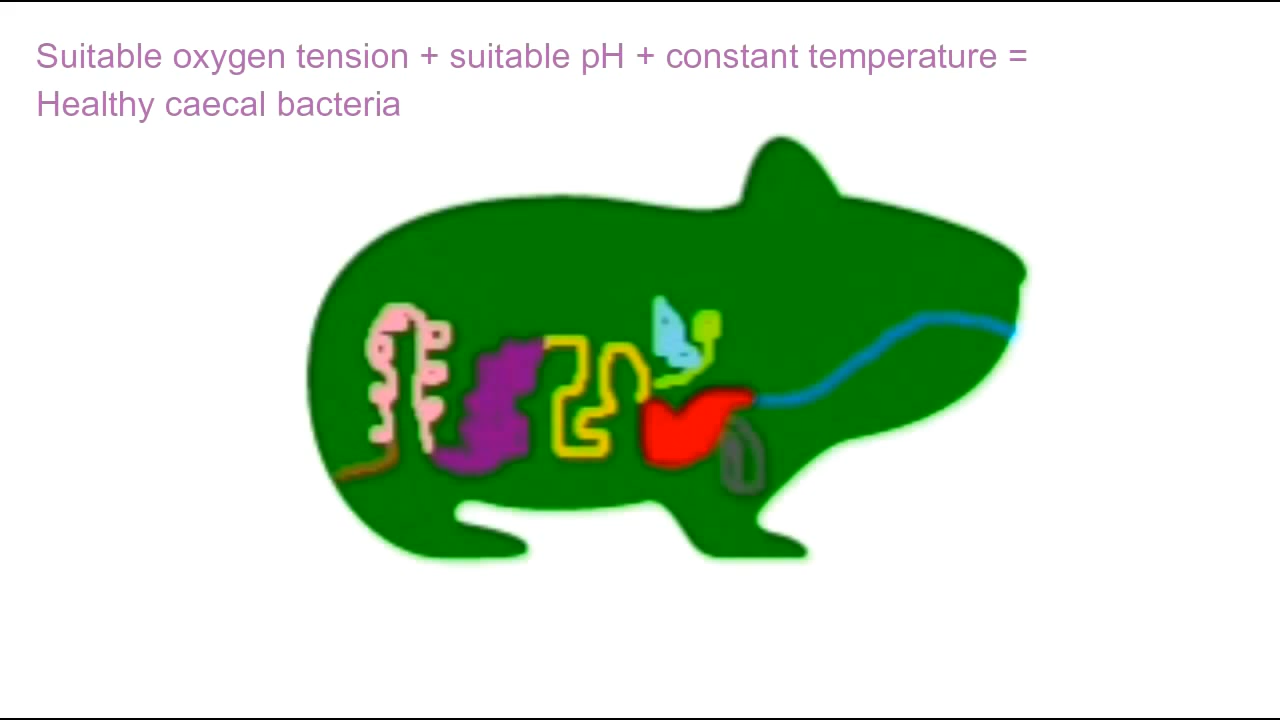 Suitable oxygen tension + suitable pH + constant temperature =
Healthy caecal bacteria